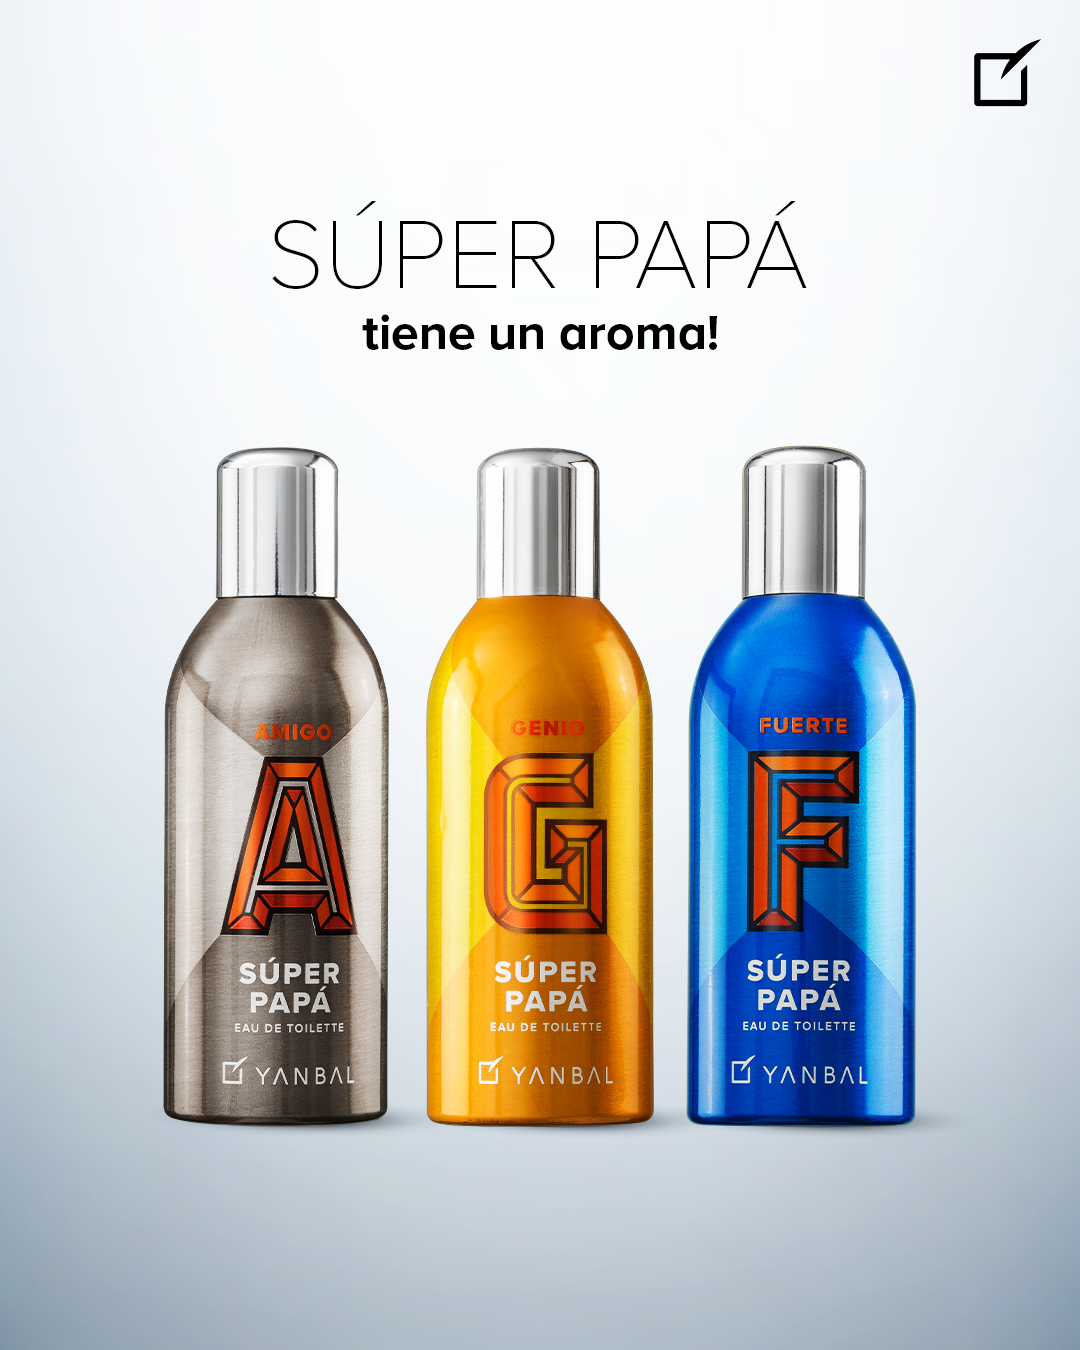 SÚPER PAPÁ
tiene un aroma!
AMIGO
A
SÚPER
PAPÁ
EAU DE TOILETTE
YANBAL
GENIO
G
SÚPER
PAPÁ
EAU DE TOILETTE
YANBAL
FUERTE
F
SÚPER
PAPÁ
EAU DE TOILETTE
YANBAL